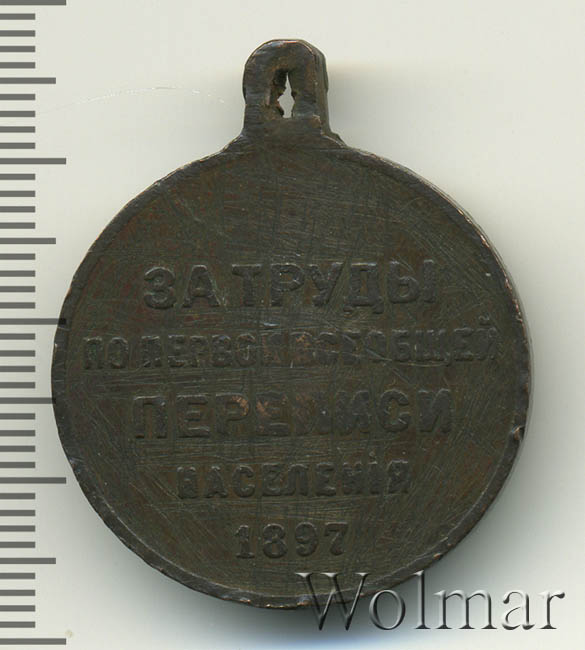 ЗА ТРУДЫ
ПО ПЕРВОЙ ВСЕОБЩЕЙ
ПЕРЕПИСИ
НАСЕЛЕНІЯ
1897
Wolmar